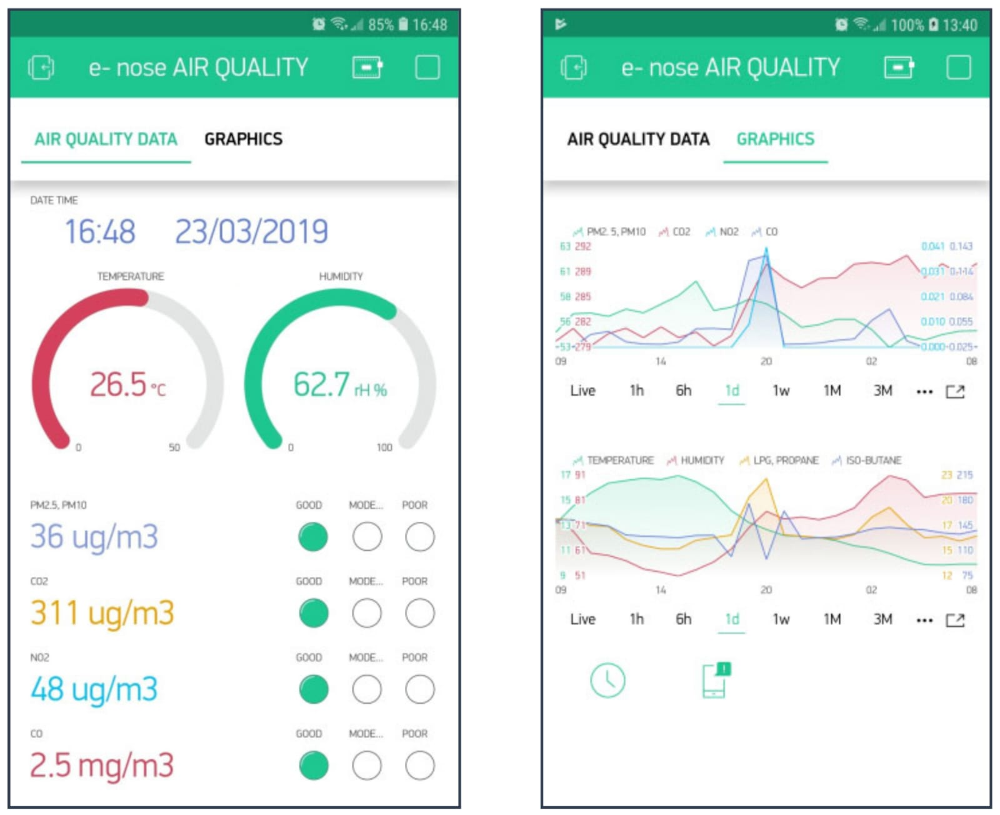 85% 16:48
e- nose AIR QUALITY
AIR QUALITY DATA GRAPHICS
DATE TIME
16:48 23/03/2019
TEMPERATURE HUMIDITY
26.5 °C 62.7 rH %
0 50 0 100
PM2.5, PM10 GOOD MODE... POOR
36 ug/m3
CO2 GOOD MODE... POOR
311 ug/m3
NO2 GOOD MODE... POOR
48 ug/m3
CO GOOD MODE... POOR
2.5 mg/m3
100% 13:40
e- nose AIR QUALITY
AIR QUALITY DATA GRAPHICS
PM2. 5, PM10 CO2 NO2 CO
63 292 0.041 0.143
61 289 0.031 0.114
58 285 0.021 0.084
56 282 0.010 0.055
53 279 0.000 0.025
09 14 20 02 08
Live 1h 6h 1d 1w 1M 3M •••
TEMPERATURE HUMIDITY LPG, PROPANE ISO-BUTANE
17 91 23 215
15 81 20 180
13 71 17 145
11 61 15 110
9 51 12 75
09 14 20 02 08
Live 1h 6h 1d 1w 1M 3M •••